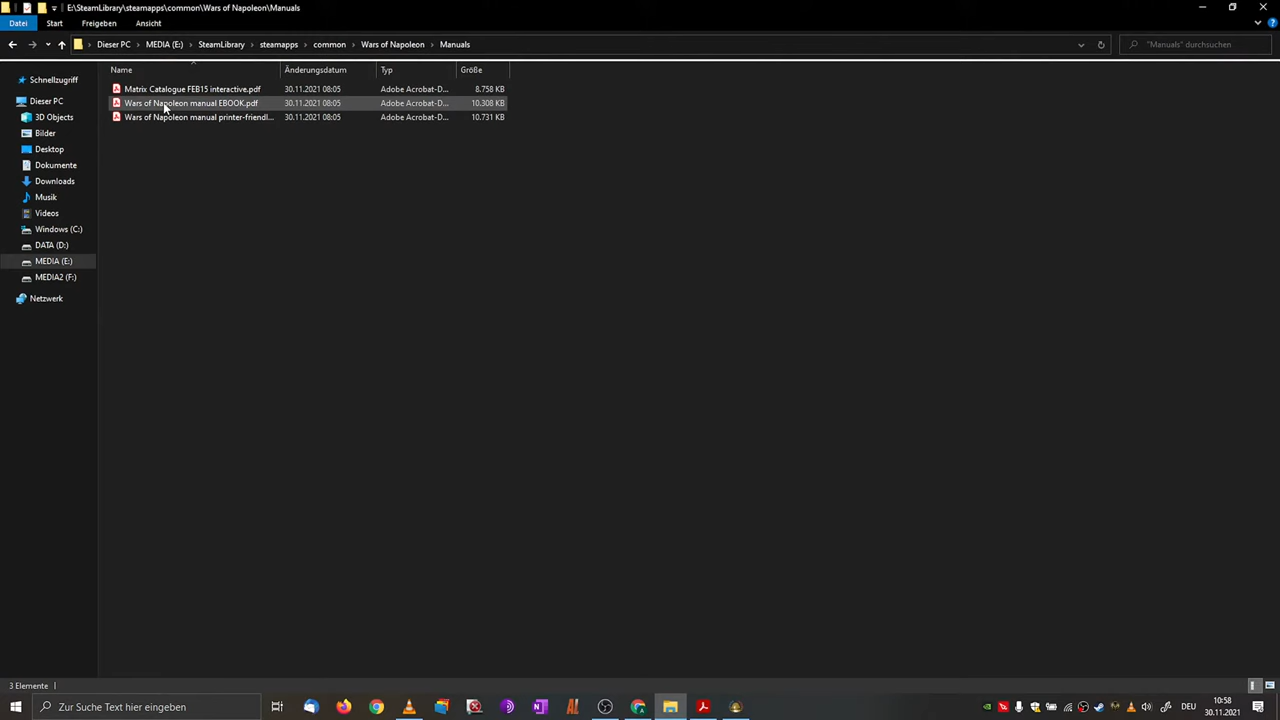 E:\SteamLibrary\steamapps\common\Wars of Napoleon\Manuals
Datei Start Freigeben Ansicht
Dieser PC MEDIA (E:) SteamLibrary steamapps common Wars of Napoleon Manuals "Manuals" durchsuchen
Name Änderungsdatum Typ Größe
Matrix Catalogue FEB15 interactive.pdf 30.11.2021 08:05 Adobe Acrobat-D... 8.758 KB
Wars of Napoleon manual EBOOK.pdf 30.11.2021 08:05 Adobe Acrobat-D... 10.308 KB
Wars of Napoleon manual printer-friendl... 30.11.2021 08:05 Adobe Acrobat-D... 10.731 KB
Schnellzugriff
Dieser PC
3D Objects
Bilder
Desktop
Dokumente
Downloads
Musik
Videos
Windows (C:)
DATA (D:)
MEDIA (E:)
MEDIA2 (F:)
Netzwerk
3 Elemente
Zur Suche Text hier eingeben
DEU
10:58
30.11.2021